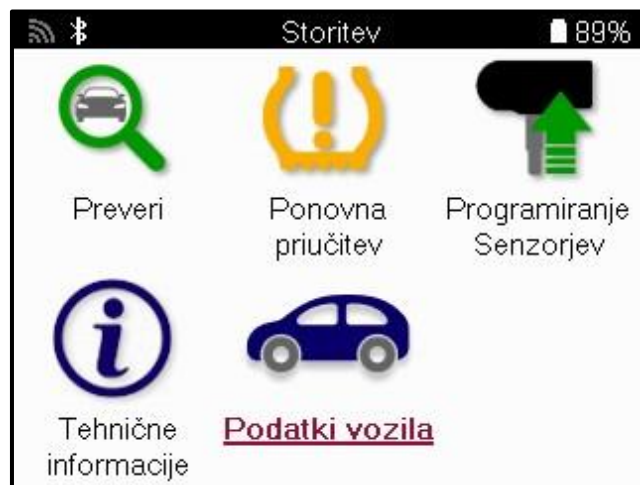 Storitev
89%
Preveri
Ponovna
priučitev
Programiranje
Senzorjev
Tehnične
informacije
Podatki vozila